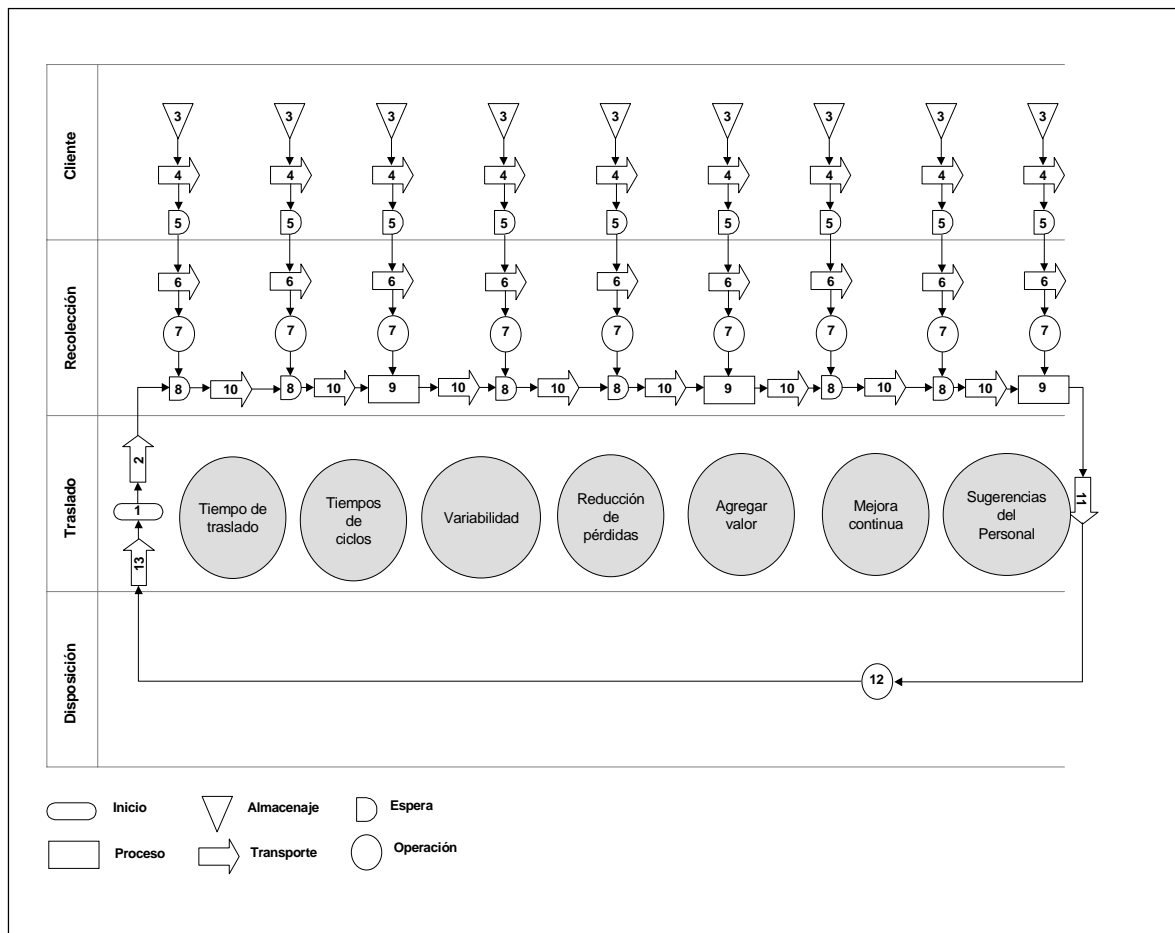 Cliente
3 3 3 3 3 3 3 3 3
4 4 4 4 4 4 4 4 4
5 5 5 5 5 5 5 5 5
Recolección
6 6 6 6 6 6 6 6 6
7 7 7 7 7 7 7 7 7
8 10 8 10 9 10 8 10 8 10 9 10 8 10 8 10 9
Traslado
2
1
13
Tiempo de
traslado
Tiempos
de
ciclos
Variabilidad
Reducción
de
pérdidas
Agregar
valor
Mejora
continua
Sugerencias
del
Personal
11
Disposición
12
Inicio
Almacenaje
Espera
Proceso
Transporte
Operación